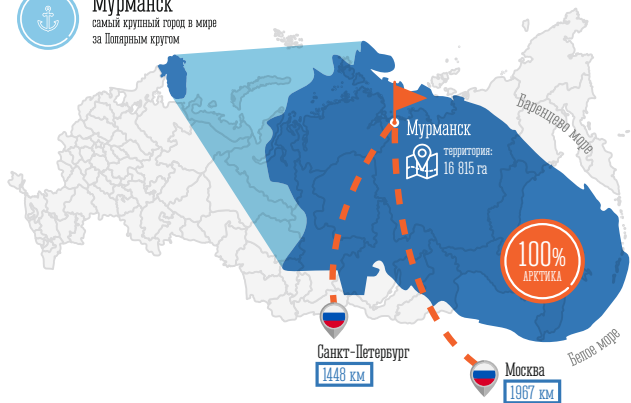 Мурманск
самый крупный город в мире
за Полярным кругом
Баренцево море
Мурманск
территория:
16 815 га
100%
АРКТИКА
Белое море
Санкт-Петербург
1448 км
Москва
1967 км